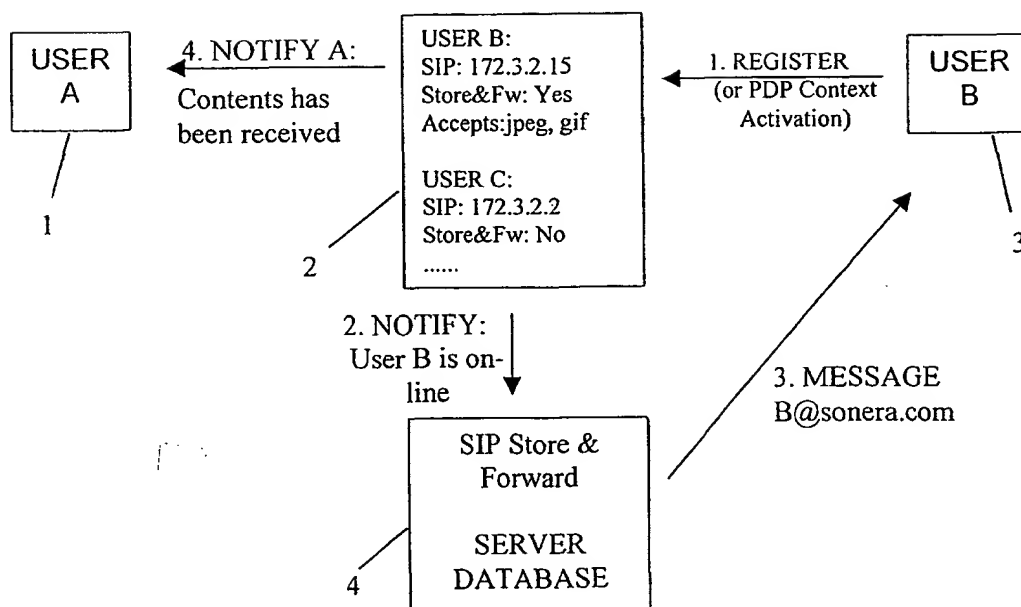 USER
A
1
4. NOTIFY A:
Contents has
been received
USER B:
SIP: 172.3.2.15
Store&Fw: Yes
Accepts:jpeg, gif
USER C:
SIP: 172.3.2.2
Store&Fw: No
......
2
1. REGISTER
(or PDP Context
Activation)
USER
B
3
2. NOTIFY:
User B is on-
line
3. MESSAGE
B@sonera.com
SIP Store &
Forward
SERVER
DATABASE
4